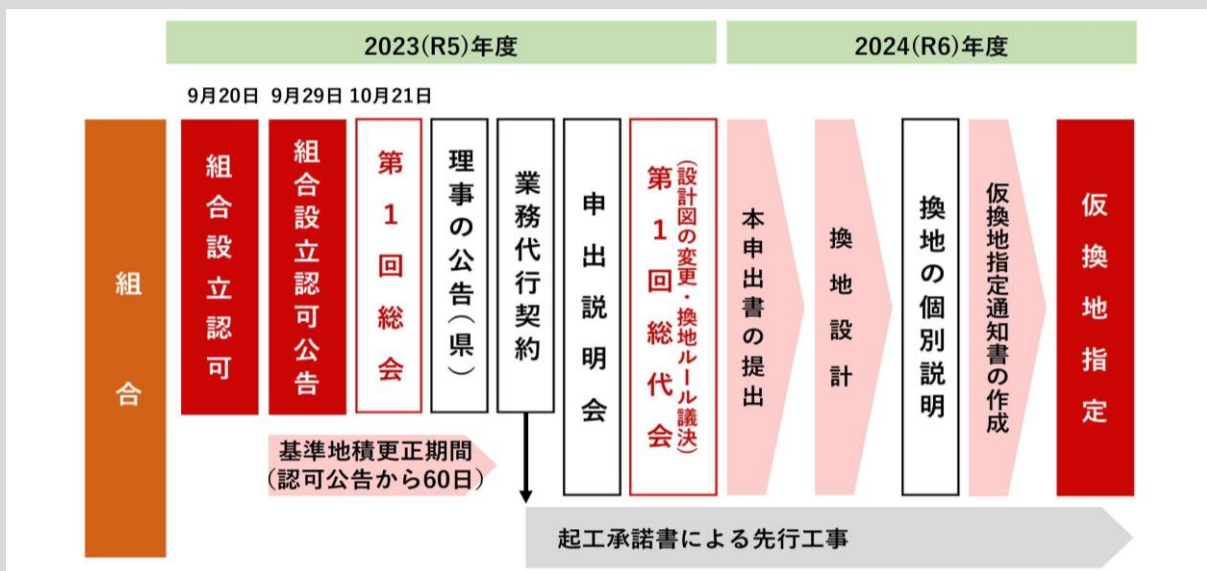 2023(R5)年度
2024(R6)年度
9月20日
9月29日
10月21日
組合
組合設立認可
組合設立認可公告
第1回総会
理事の公告(県)
業務代行契約
申出説明会
第1回総代会
(設計図の変更・換地ルール議決)
本申出書の提出
換地設計
換地の個別説明
仮換地指定通知書の作成
仮換地指定
基準地積更正期間
(認可公告から60日)
起工承諾書による先行工事